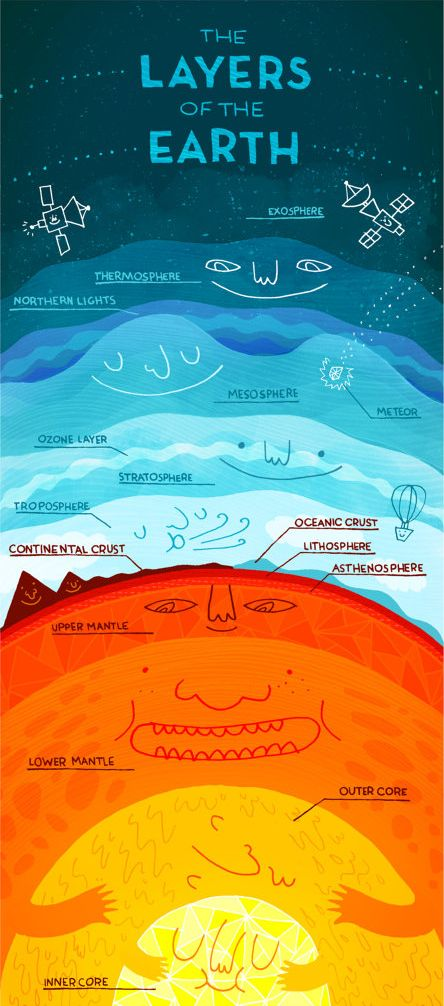 THE
LAYERS
OF THE
EARTH
EXOSPHERE
THERMOSPHERE
NORTHERN LIGHTS
MESOSPHERE
METEOR
OZONE LAYER
STRATOSPHERE
TROPOSPHERE
OCEANIC CRUST
CONTINENTAL CRUST
LITHOSPHERE
ASTHENOSPHERE
UPPER MANTLE
LOWER MANTLE
OUTER CORE
INNER CORE